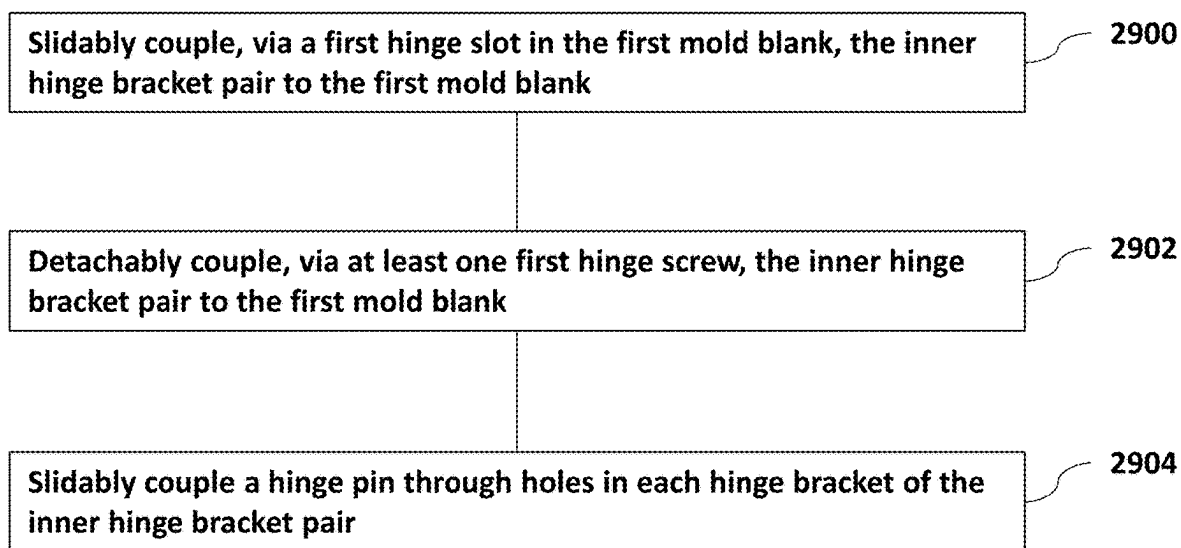 Slidably couple, via a first hinge slot in the first mold blank, the inner
hinge bracket pair to the first mold blank
2900
Detachably couple, via at least one first hinge screw, the inner hinge
bracket pair to the first mold blank
2902
Slidably couple a hinge pin through holes in each hinge bracket of the
inner hinge bracket pair
2904